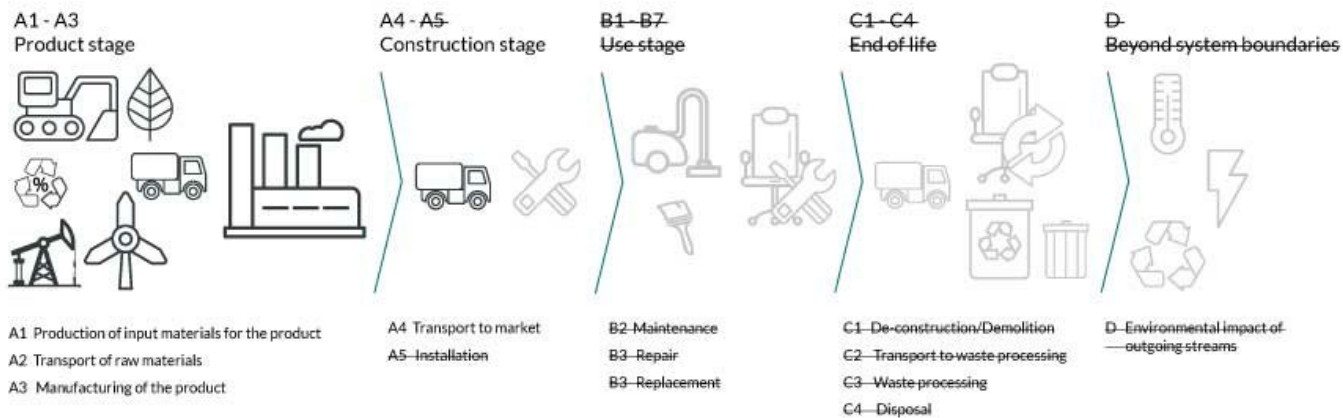 A1 - A3
Product stage
A4 - A5
Construction stage
B1 - B7
Use stage
C1 - C4
End of life
D
Beyond system boundaries
%
A1 Production of input materials for the product
A2 Transport of raw materials
A3 Manufacturing of the product
A4 Transport to market
A5 Installation
B2 Maintenance
B3 Repair
B3 Replacement
C1 De-construction/Demolition
C2 Transport to waste processing
C3 Waste processing
C4 Disposal
D Environmental impact of
outgoing streams